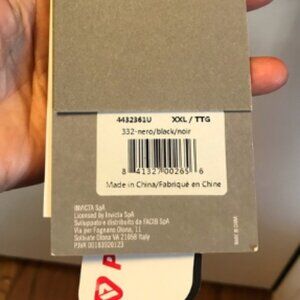 4432361U XXL / TTG
332-nero/black/noir
8 41327 00265 6
Made in China/Fabriqué en Chine
INVICTA SpA
Licensed by Invicta SpA
Sviluppato e distribuito da FACIB SpA
Via per Fagnano Olona, 11
Solbiate Olona VA 21058 Italy
P.IVA 00163020123